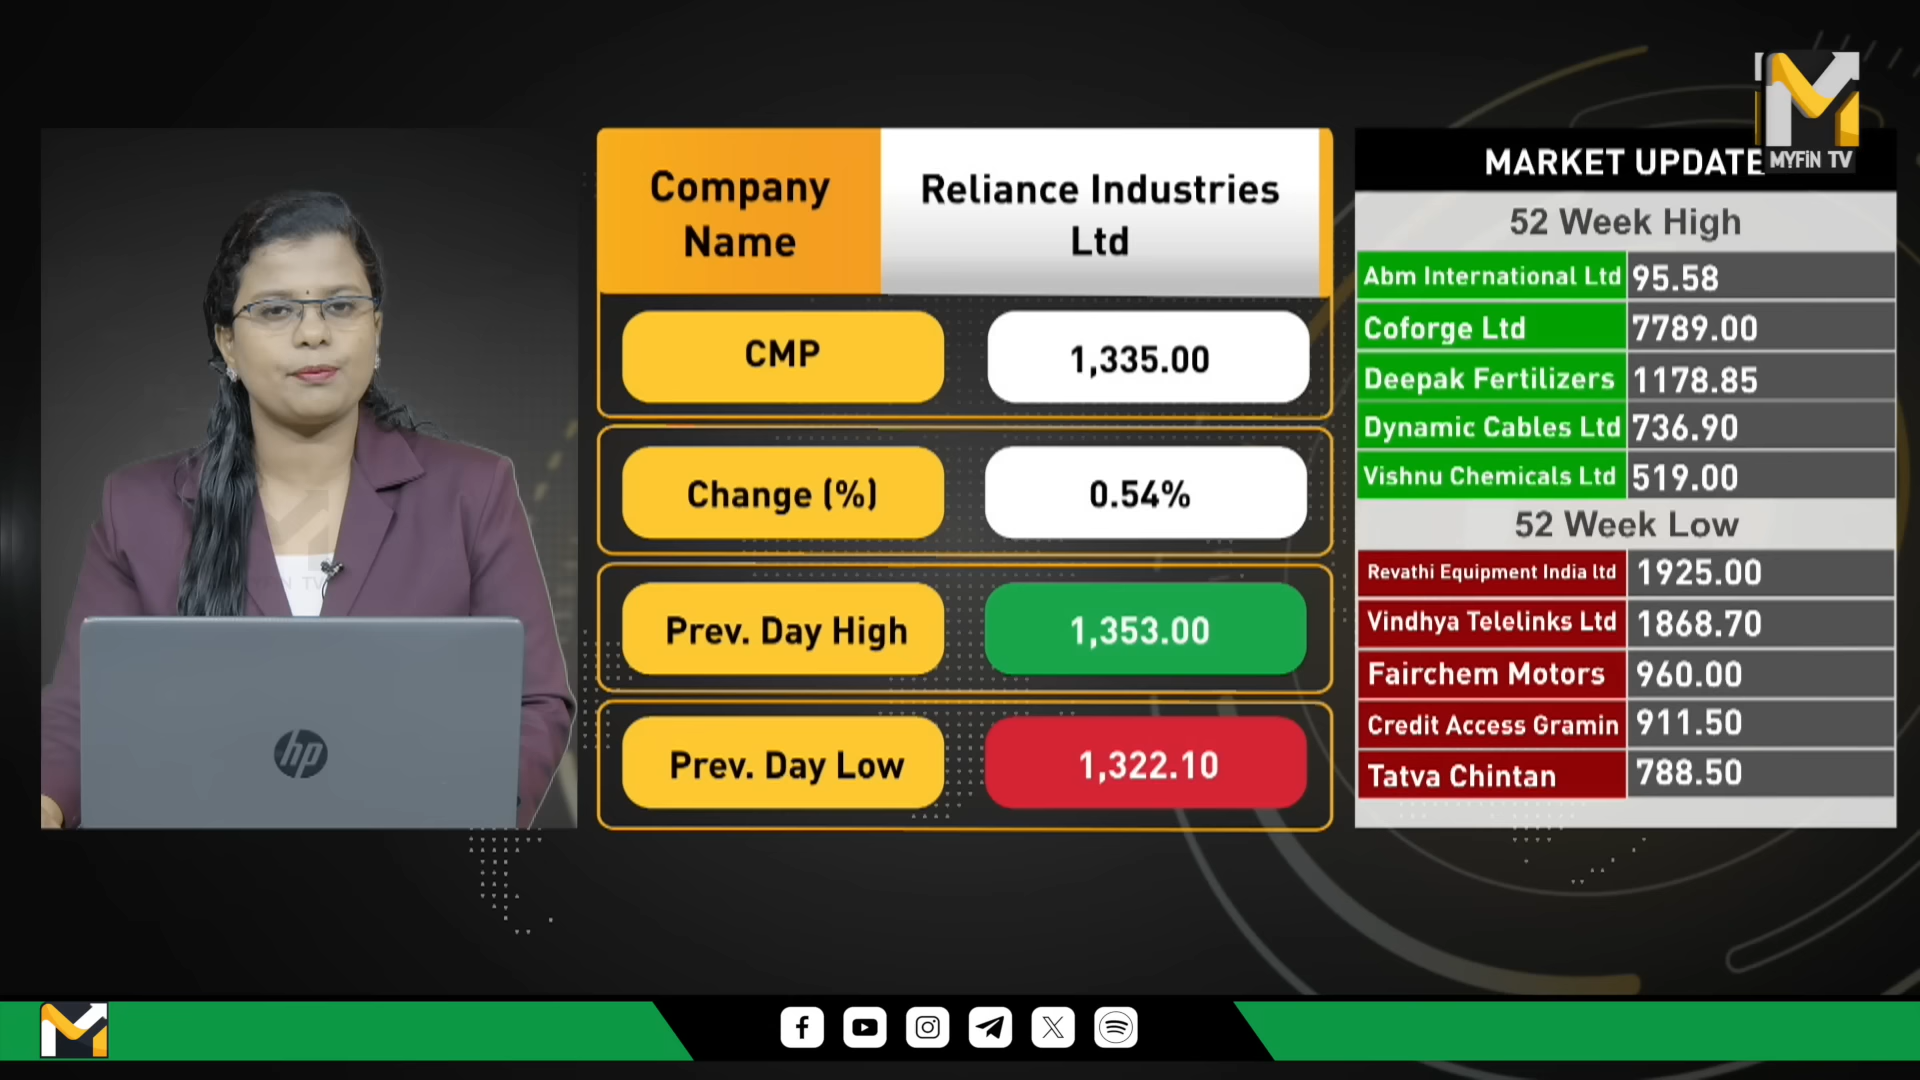 Company
Name
Reliance Industries
Ltd
CMP
1,335.00
Change (%)
0.54%
Prev. Day High
1,353.00
Prev. Day Low
1,322.10
MYFiN TV
MARKET UPDATE
52 Week High
Abm International Ltd 95.58
Coforge Ltd 7789.00
Deepak Fertilizers 1178.85
Dynamic Cables Ltd 736.90
Vishnu Chemicals Ltd 519.00
52 Week Low
Revathi Equipment India ltd 1925.00
Vindhya Telelinks Ltd 1868.70
Fairchem Motors 960.00
Credit Access Gramin 911.50
Tatva Chintan 788.50
hp